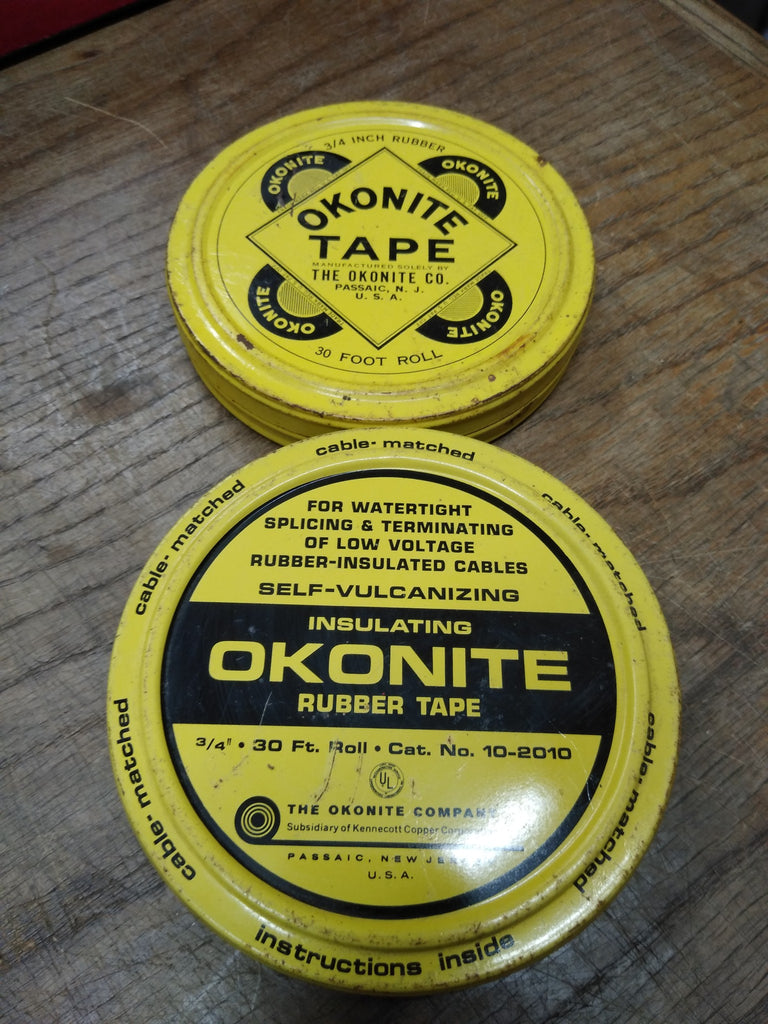 3/4 INCH RUBBER
OKONITE
OKONITE
OKONITE
TAPE
MANUFACTURED SOLELY BY
THE OKONITE CO.
PASSAIC, N. J.
U. S. A.
OKONITE
OKONITE
OKONITE
OKONITE
30 FOOT ROLL
cable-matched
cable-matched
cable-matched
FOR WATERTIGHT
SPLICING & TERMINATING
OF LOW VOLTAGE
RUBBER-INSULATED CABLES
SELF-VULCANIZING
INSULATING
OKONITE
RUBBER TAPE
3/4" • 30 Ft. Roll • Cat. No. 10-2010
cable-matched
cable-matched
UL
THE OKONITE COMPANY
Subsidiary of Kennecott Copper
PASSAIC, NEW
U.S.A.
instructions inside